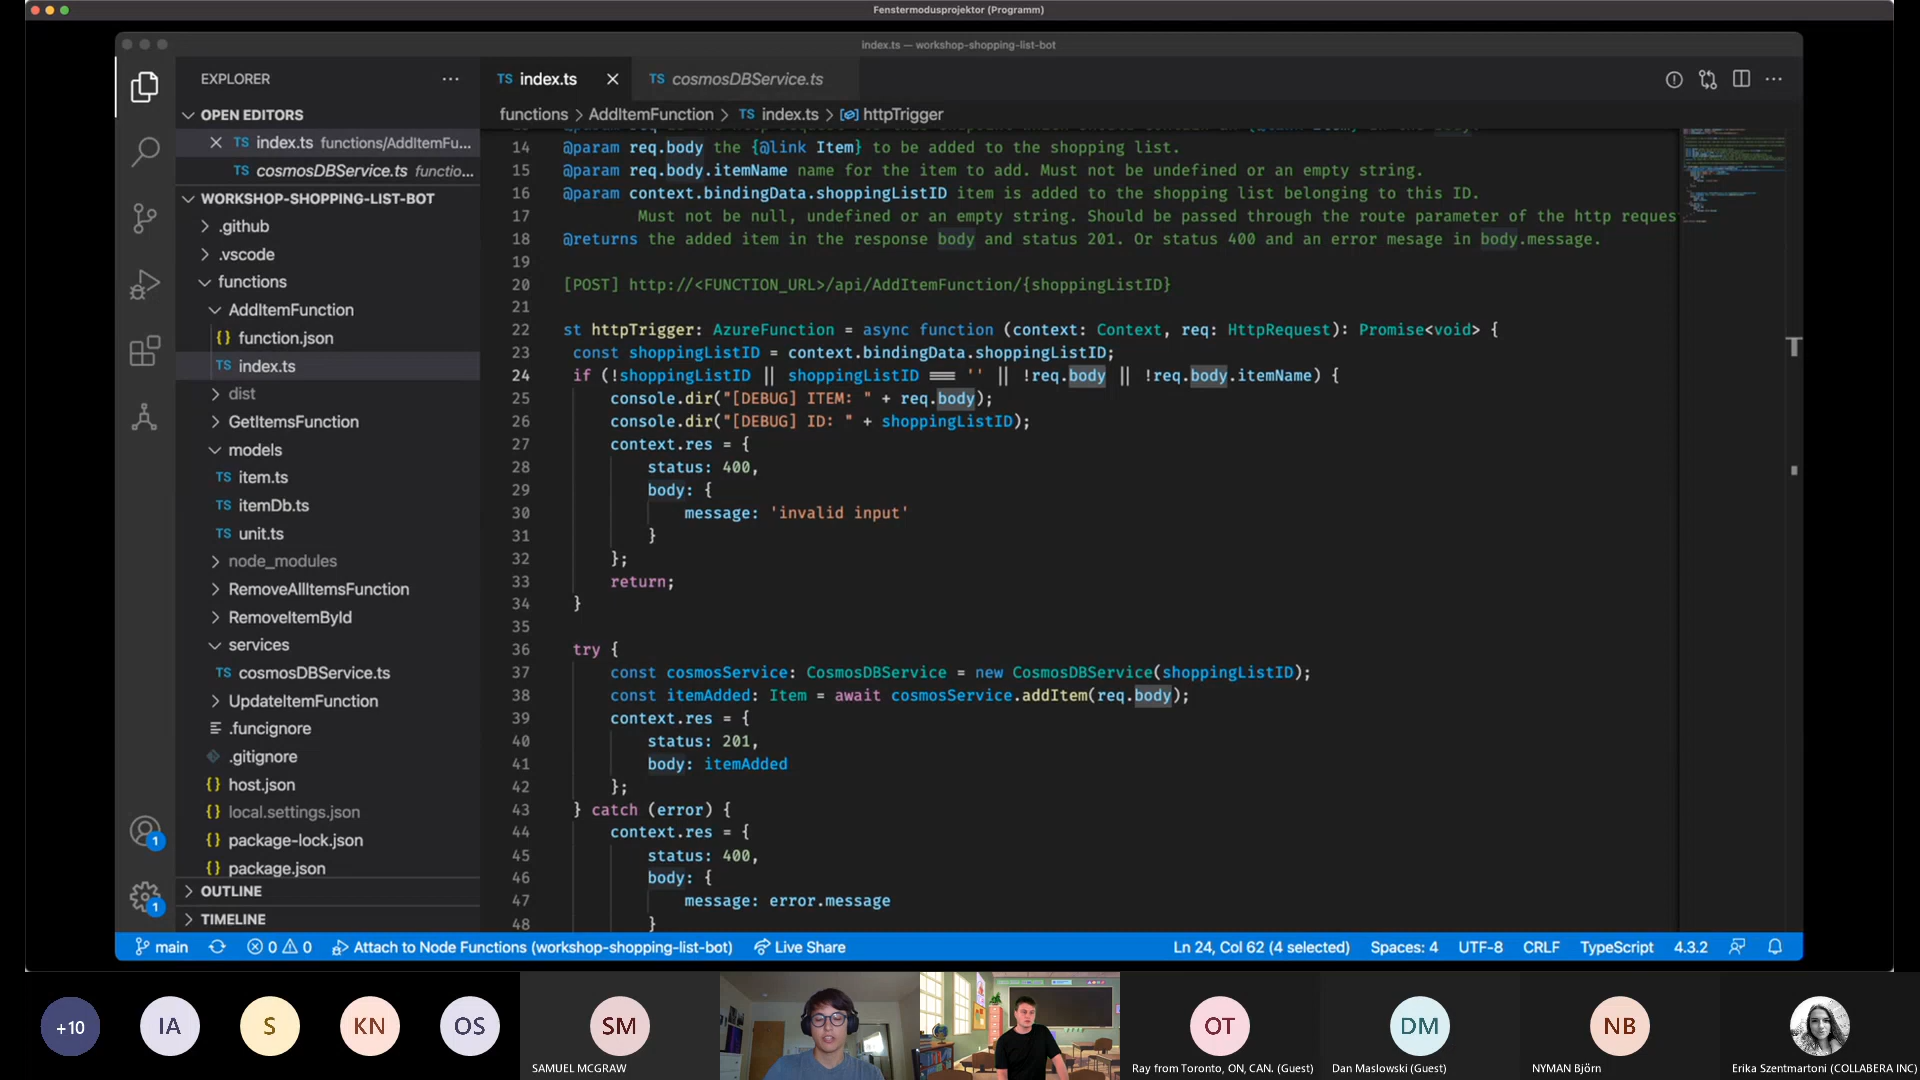 Fenstermodusprojektor (Programm)
index.ts — workshop-shopping-list-bot
EXPLORER
TS index.ts
TS cosmosDBService.ts
OPEN EDITORS
TS index.ts functions/AddItemFu...
TS cosmosDBService.ts functio...
WORKSHOP-SHOPPING-LIST-BOT
.github
.vscode
functions
AddItemFunction
{} function.json
TS index.ts
dist
GetItemsFunction
models
TS item.ts
TS itemDb.ts
TS unit.ts
node_modules
RemoveAllItemsFunction
RemoveItemById
services
TS cosmosDBService.ts
UpdateItemFunction
.funcignore
.gitignore
{} host.json
{} local.settings.json
{} package-lock.json
{} package.json
OUTLINE
TIMELINE
1
1
functions > AddItemFunction > TS index.ts > httpTrigger
14 @param req.body the {@link Item} to be added to the shopping list.
15 @param req.body.itemName name for the item to add. Must not be undefined or an empty string.
16 @param context.bindingData.shoppingListID item is added to the shopping list belonging to this ID.
17 Must not be null, undefined or an empty string. Should be passed through the route parameter of the http reques
18 @returns the added item in the response body and status 201. Or status 400 and an error mesage in body.message.
19
20 [POST] http://<FUNCTION_URL>/api/AddItemFunction/{shoppingListID}
21
22 st httpTrigger: AzureFunction = async function (context: Context, req: HttpRequest): Promise<void> {
23 const shoppingListID = context.bindingData.shoppingListID;
24 if (!shoppingListID || shoppingListID === '' || !req.body || !req.body.itemName) {
25 console.dir("[DEBUG] ITEM: " + req.body);
26 console.dir("[DEBUG] ID: " + shoppingListID);
27 context.res = {
28 status: 400,
29 body: {
30 message: 'invalid input'
31 }
32 };
33 return;
34 }
35
36 try {
37 const cosmosService: CosmosDBService = new CosmosDBService(shoppingListID);
38 const itemAdded: Item = await cosmosService.addItem(req.body);
39 context.res = {
40 status: 201,
41 body: itemAdded
42 };
43 } catch (error) {
44 context.res = {
45 status: 400,
46 body: {
47 message: error.message
48 }
main 0 0 Attach to Node Functions (workshop-shopping-list-bot) Live Share Ln 24, Col 62 (4 selected) Spaces: 4 UTF-8 CRLF TypeScript 4.3.2
+10 IA S KN OS SM OT DM NB
SAMUEL MCGRAW Ray from Toronto, ON, CAN. (Guest) Dan Maslowski (Guest) NYMAN Björn Erika Szentmartoni (COLLABERA INC)